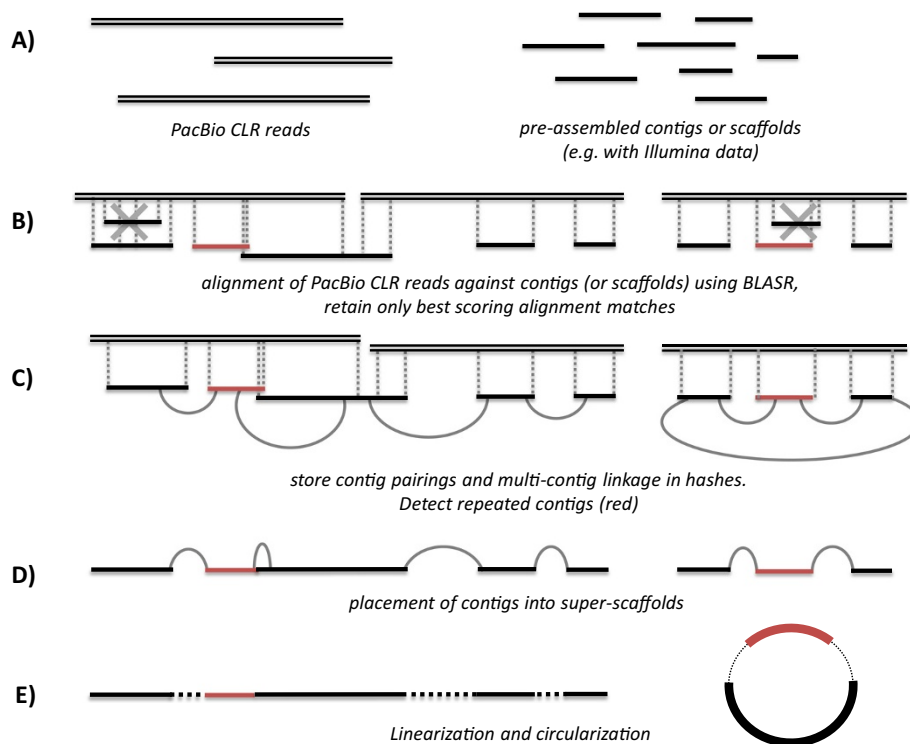 A)
PacBio CLR reads
pre-assembled contigs or scaffolds
(e.g. with Illumina data)
B)
alignment of PacBio CLR reads against contigs (or scaffolds) using BLASR,
retain only best scoring alignment matches
C)
store contig pairings and multi-contig linkage in hashes.
Detect repeated contigs (red)
D)
placement of contigs into super-scaffolds
E)
Linearization and circularization